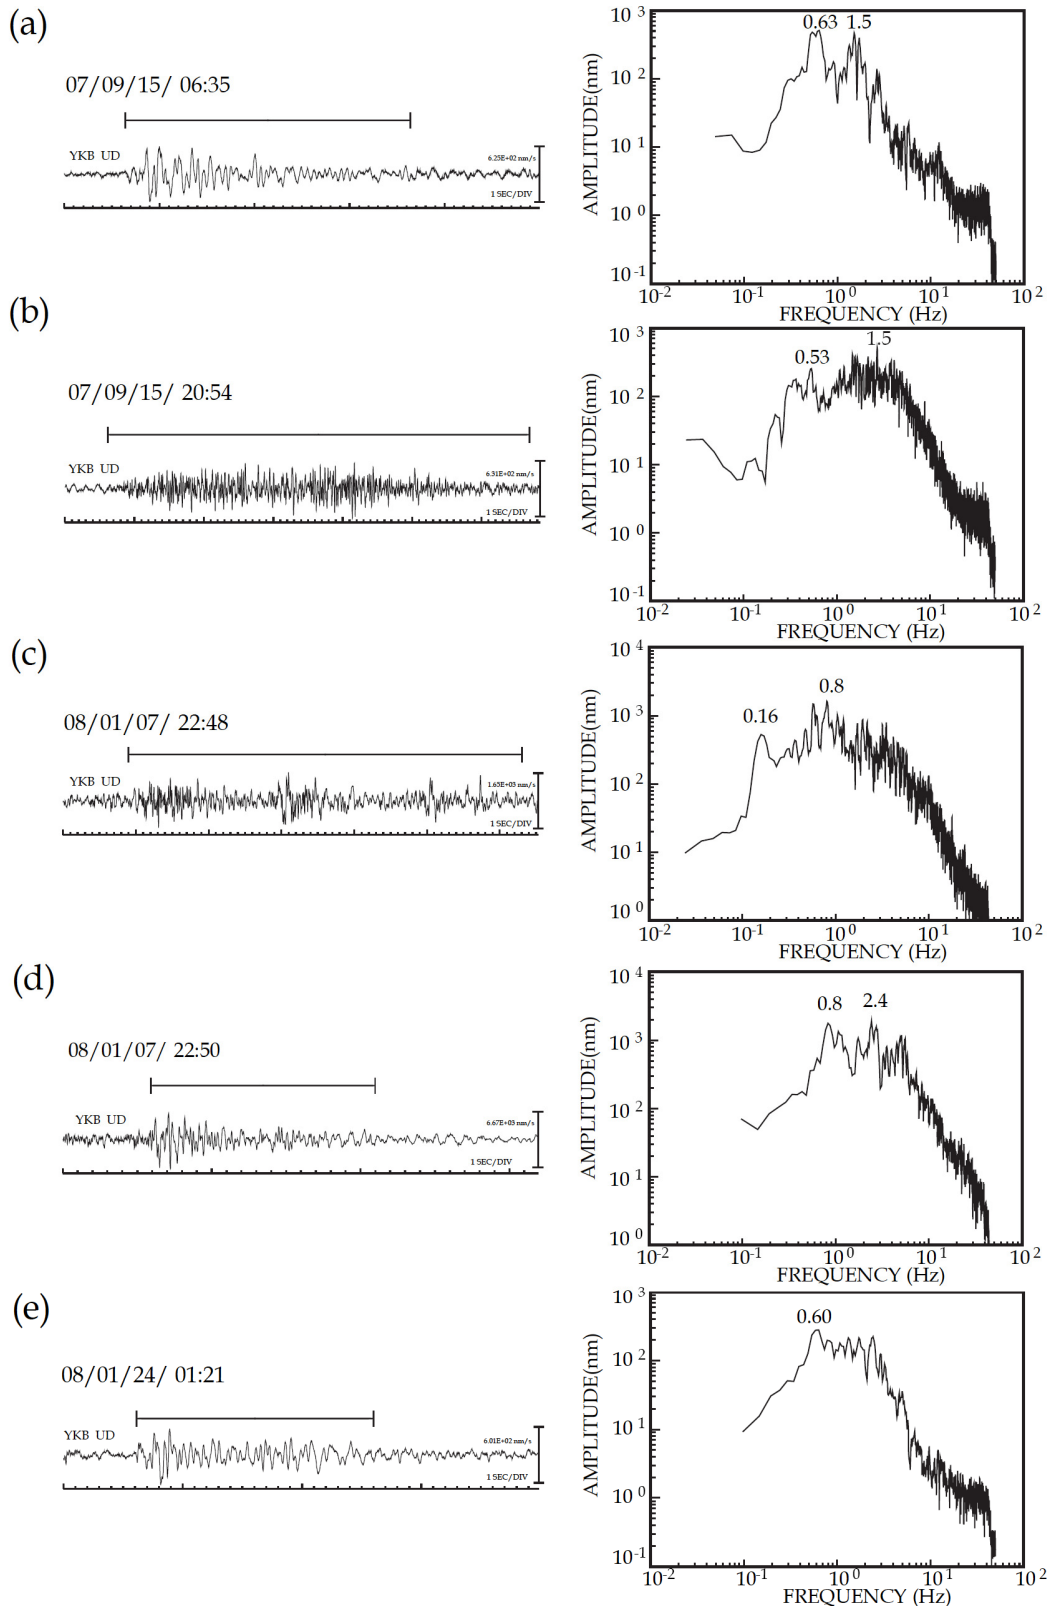 (a)
07/09/15/ 06:35
YKB UD
6.25E+02 nm/s
1 SEC/DIV
0.63 1.5
AMPLITUDE(nm)
10 3
10 2
10 1
10 0
10 -1
10-2 10-1 10 0 10 1 10 2
FREQUENCY (Hz)
(b)
07/09/15/ 20:54
YKB UD
6.31E+02 nm/s
1 SEC/DIV
0.53 1.5
AMPLITUDE(nm)
10 3
10 2
10 1
10 0
10 -1
10-2 10-1 10 0 10 1 10 2
FREQUENCY (Hz)
(c)
08/01/07/ 22:48
YKB UD
1.65E+03 nm/s
1 SEC/DIV
0.16 0.8
AMPLITUDE(nm)
10 4
10 3
10 2
10 1
10 0
10-2 10-1 10 0 10 1 10 2
FREQUENCY (Hz)
(d)
08/01/07/ 22:50
YKB UD
6.67E+03 nm/s
1 SEC/DIV
0.8 2.4
AMPLITUDE(nm)
10 4
10 3
10 2
10 1
10 0
10-2 10-1 10 0 10 1 10 2
FREQUENCY (Hz)
(e)
08/01/24/ 01:21
YKB UD
6.01E+02 nm/s
1 SEC/DIV
0.60
AMPLITUDE(nm)
10 3
10 2
10 1
10 0
10 -1
10-2 10-1 10 0 10 1 10 2
FREQUENCY (Hz)